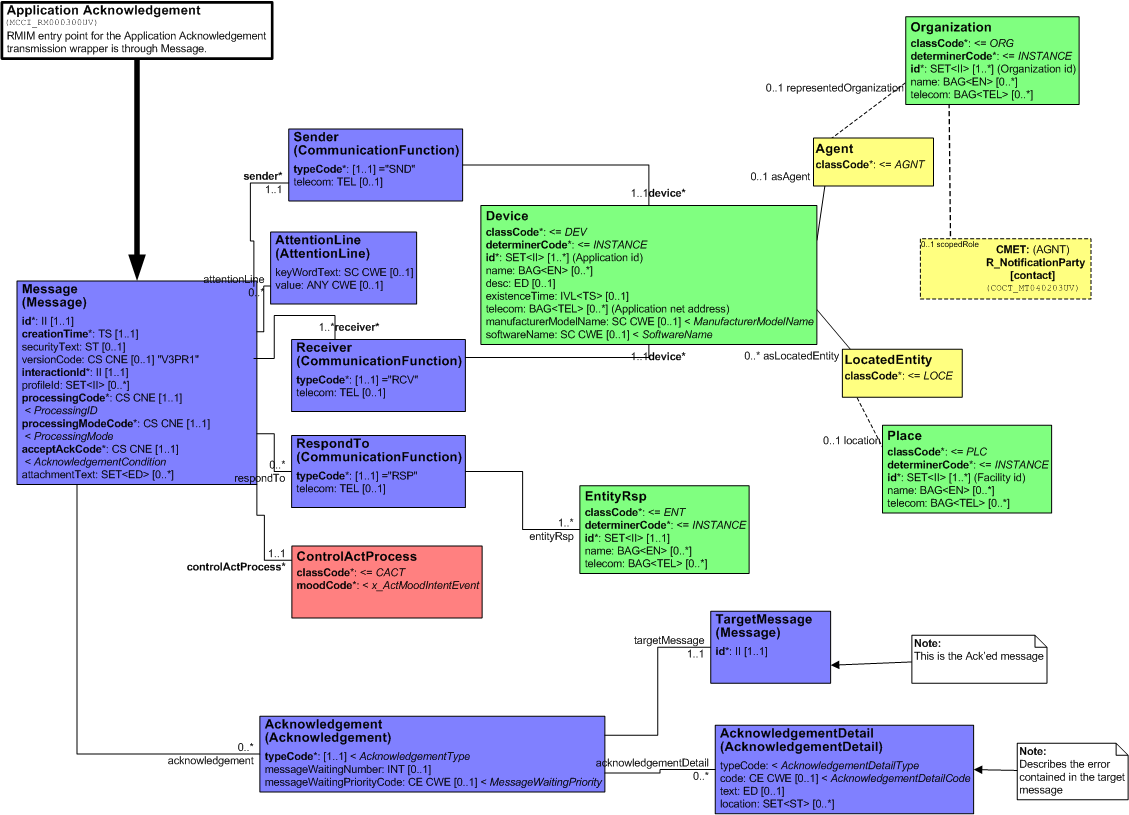 Application Acknowledgement
(MCCI_RM000300UV)
RMIM entry point for the Application Acknowledgement
transmission wrapper is through Message.
Organization
classCode*: <= ORG
determinerCode*: <= INSTANCE
id*: SET<II> [1..*] (Organization id)
name: BAG<EN> [0..*]
telecom: BAG<TEL> [0..*]
0..1 representedOrganization
Agent
classCode*: <= AGNT
0..1 asAgent
Sender
(CommunicationFunction)
typeCode*: [1..1] ="SND"
telecom: TEL [0..1]
sender*
1..1
1..1device*
Device
classCode*: <= DEV
determinerCode*: <= INSTANCE
id*: SET<II> [1..*] (Application id)
name: BAG<EN> [0..*]
desc: ED [0..1]
existenceTime: IVL<TS> [0..1]
telecom: BAG<TEL> [0..*] (Application net address)
manufacturerModelName: SC CWE [0..1] < ManufacturerModelName
softwareName: SC CWE [0..1] < SoftwareName
0..1 scopedRole
CMET: (AGNT)
R_NotificationParty
[contact]
(COCT_MT040203UV)
AttentionLine
(AttentionLine)
keyWordText: SC CWE [0..1]
value: ANY CWE [0..1]
attentionLine
0..*
Message
(Message)
id*: II [1..1]
creationTime*: TS [1..1]
securityText: ST [0..1]
versionCode: CS CNE [0..1] "V3PR1"
interactionId*: II [1..1]
profileId: SET<II> [0..*]
processingCode*: CS CNE [1..1]
< ProcessingID
processingModeCode*: CS CNE [1..1]
< ProcessingMode
acceptAckCode*: CS CNE [1..1]
< AcknowledgementCondition
attachmentText: SET<ED> [0..*]
1..*receiver*
Receiver
(CommunicationFunction)
typeCode*: [1..1] ="RCV"
telecom: TEL [0..1]
1..1device*
0..* asLocatedEntity
LocatedEntity
classCode*: <= LOCE
0..1 location
Place
classCode*: <= PLC
determinerCode*: <= INSTANCE
id*: SET<II> [1..*] (Facility id)
name: BAG<EN> [0..*]
telecom: BAG<TEL> [0..*]
RespondTo
(CommunicationFunction)
typeCode*: [1..1] ="RSP"
telecom: TEL [0..1]
0..*
respondTo
EntityRsp
classCode*: <= ENT
determinerCode*: <= INSTANCE
id*: SET<II> [1..1]
name: BAG<EN> [0..*]
telecom: BAG<TEL> [0..*]
1..*
entityRsp
1..1
controlActProcess*
ControlActProcess
classCode*: <= CACT
moodCode*: < x_ActMoodIntentEvent
targetMessage
1..1
TargetMessage
(Message)
id*: II [1..1]
Note:
This is the Ack'ed message
0..*
acknowledgement
Acknowledgement
(Acknowledgement)
typeCode*: [1..1] < AcknowledgementType
messageWaitingNumber: INT [0..1]
messageWaitingPriorityCode: CE CWE [0..1] < MessageWaitingPriority
acknowledgementDetail
0..*
AcknowledgementDetail
(AcknowledgementDetail)
typeCode: < AcknowledgementDetailType
code: CE CWE [0..1] < AcknowledgementDetailCode
text: ED [0..1]
location: SET<ST> [0..*]
Note:
Describes the error
contained in the target
message